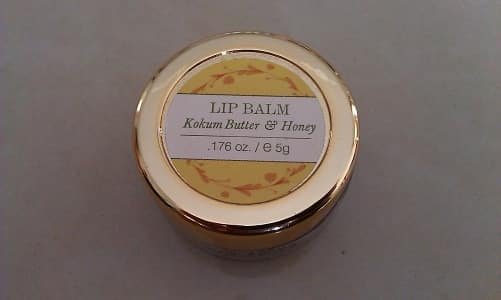 LIP BALM
Kokum Butter & Honey
.176 oz. / ℮ 5g